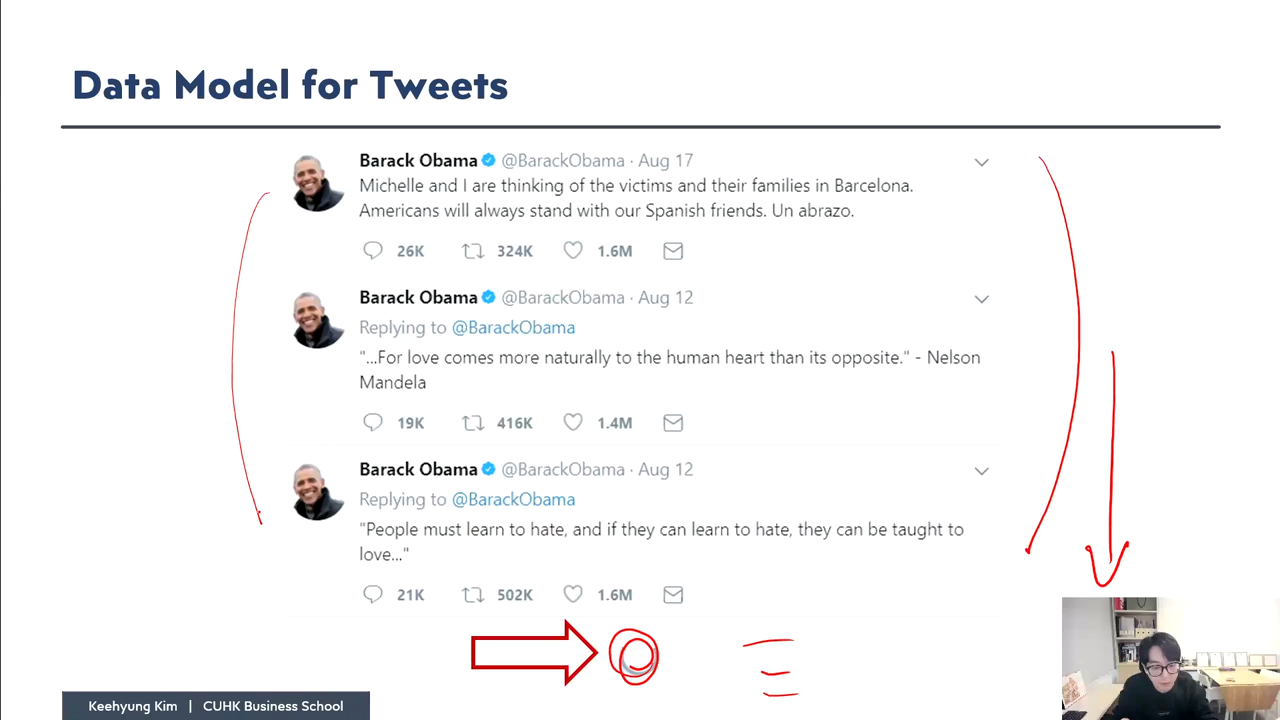 Data Model for Tweets
Barack Obama @BarackObama · Aug 17
Michelle and I are thinking of the victims and their families in Barcelona.
Americans will always stand with our Spanish friends. Un abrazo.
26K 324K 1.6M
Barack Obama @BarackObama · Aug 12
Replying to @BarackObama
"...For love comes more naturally to the human heart than its opposite." - Nelson
Mandela
19K 416K 1.4M
Barack Obama @BarackObama · Aug 12
Replying to @BarackObama
"People must learn to hate, and if they can learn to hate, they can be taught to
love..."
21K 502K 1.6M
Keehyung Kim | CUHK Business School